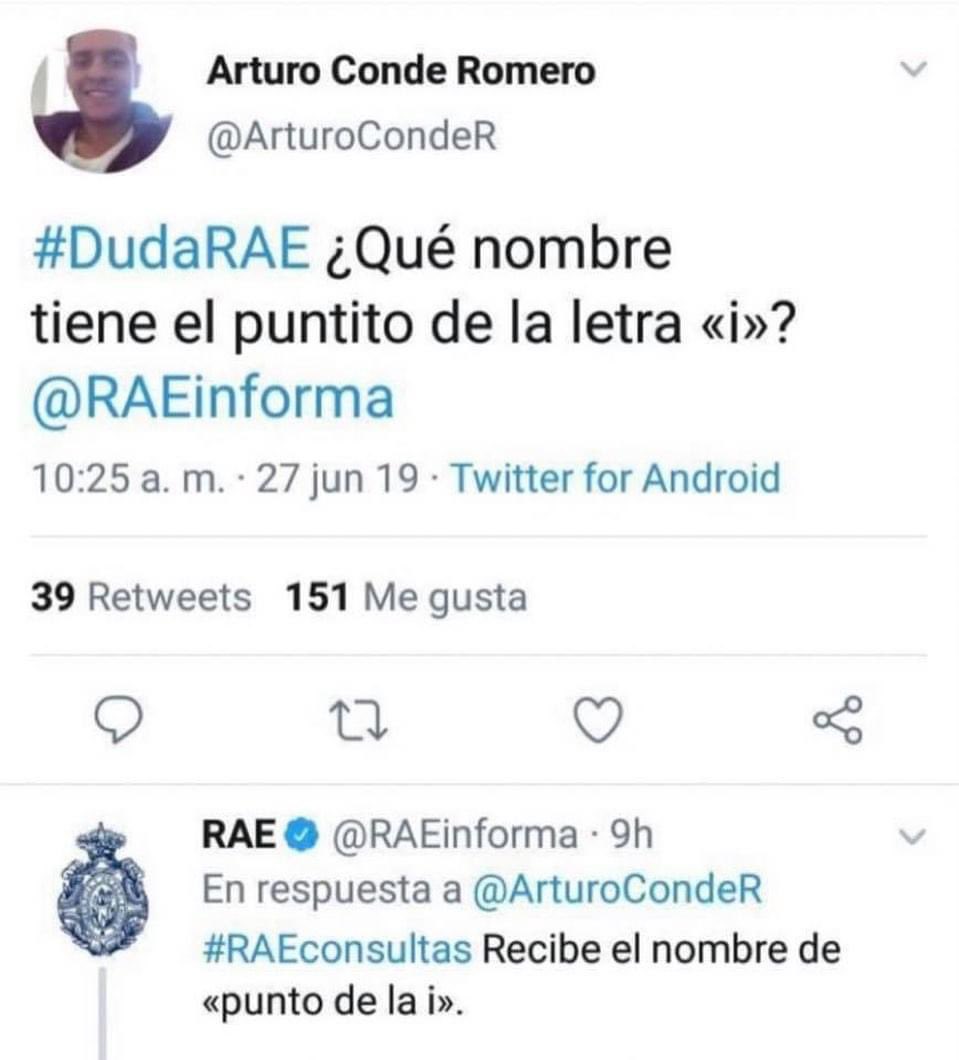 Arturo Conde Romero
@ArturoCondeR
#DudaRAE ¿Qué nombre
tiene el puntito de la letra «i»?
@RAEinforma
10:25 a. m. · 27 jun 19 · Twitter for Android
39 Retweets 151 Me gusta
RAE @RAEinforma · 9h
En respuesta a @ArturoCondeR
#RAEconsultas Recibe el nombre de
«punto de la i».